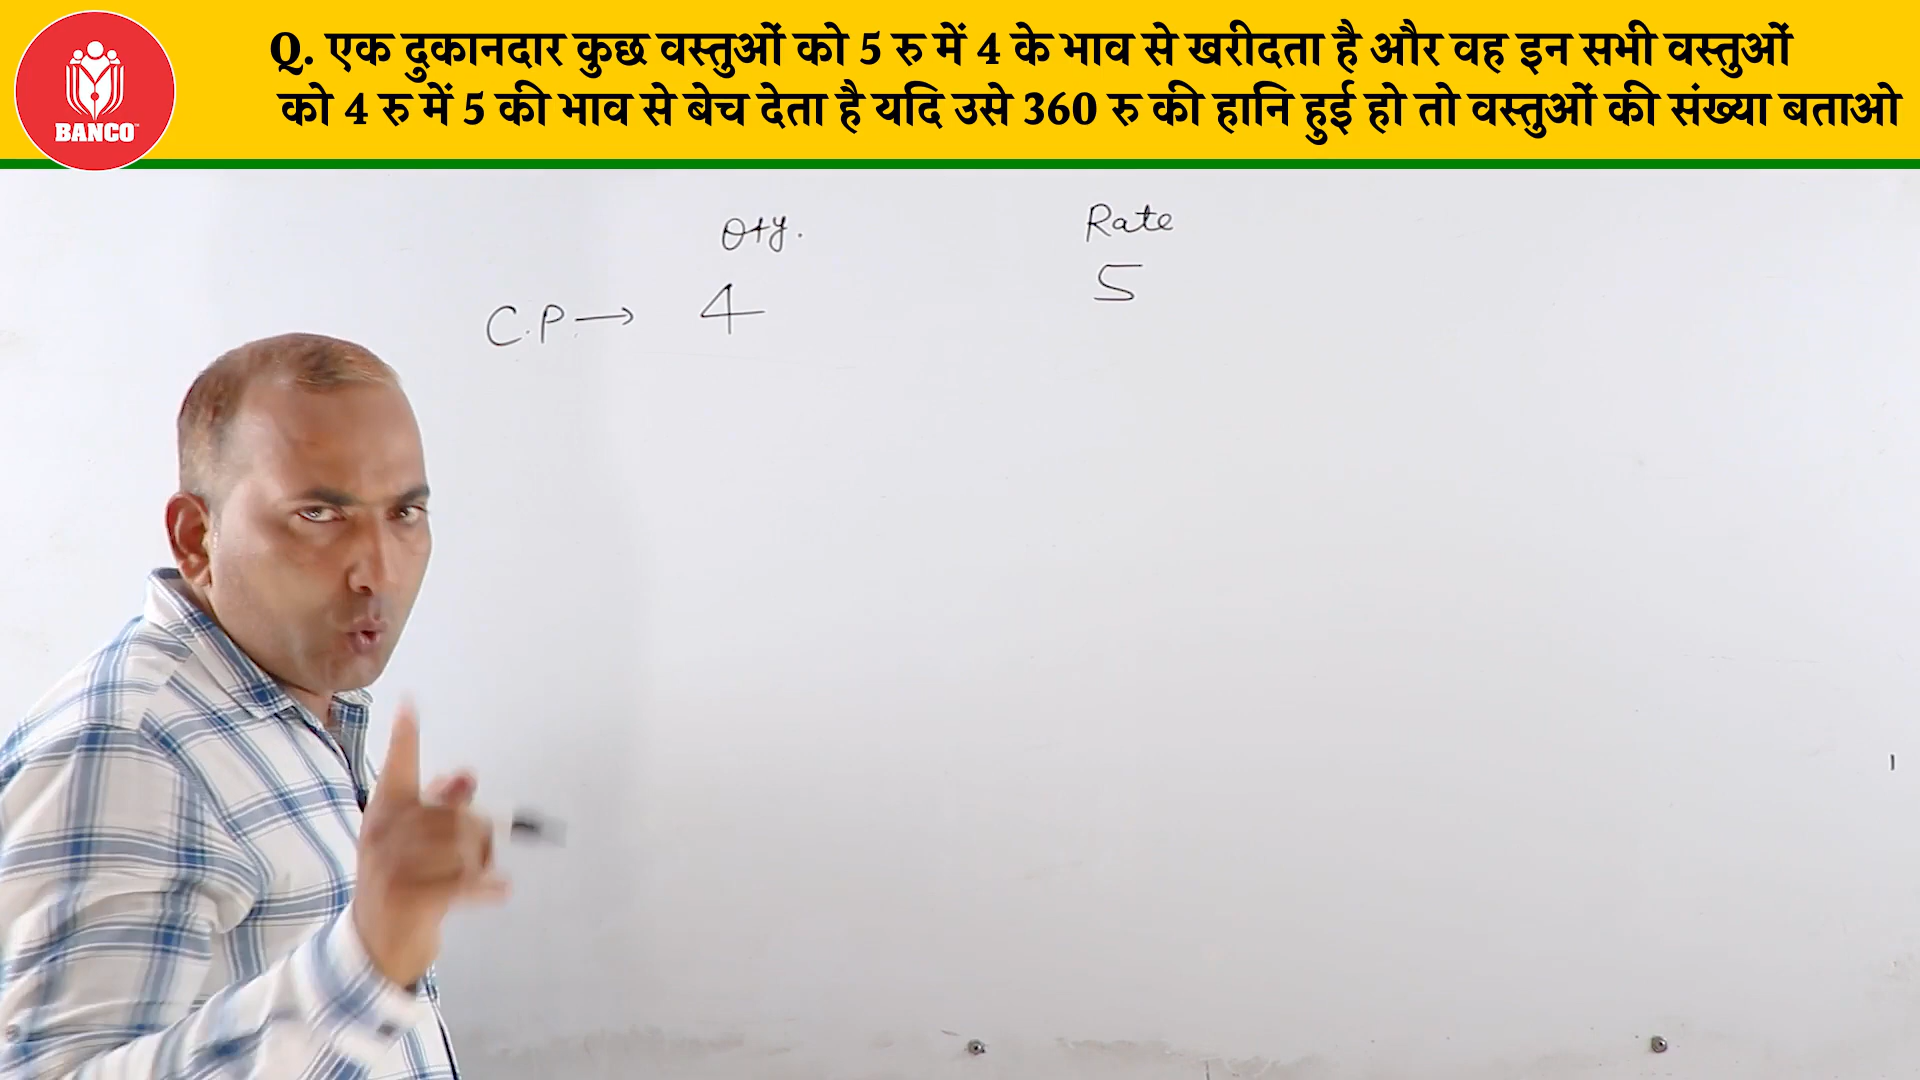 Q. एक दुकानदार कुछ वस्तुओं को 5 रु में 4 के भाव से खरीदता है और वह इन सभी वस्तुओं
को 4 रु में 5 की भाव से बेच देता है यदि उसे 360 रु की हानि हुई हो तो वस्तुओं की संख्या बताओ
BANCO
Qty. Rate
C.P→ 4 5